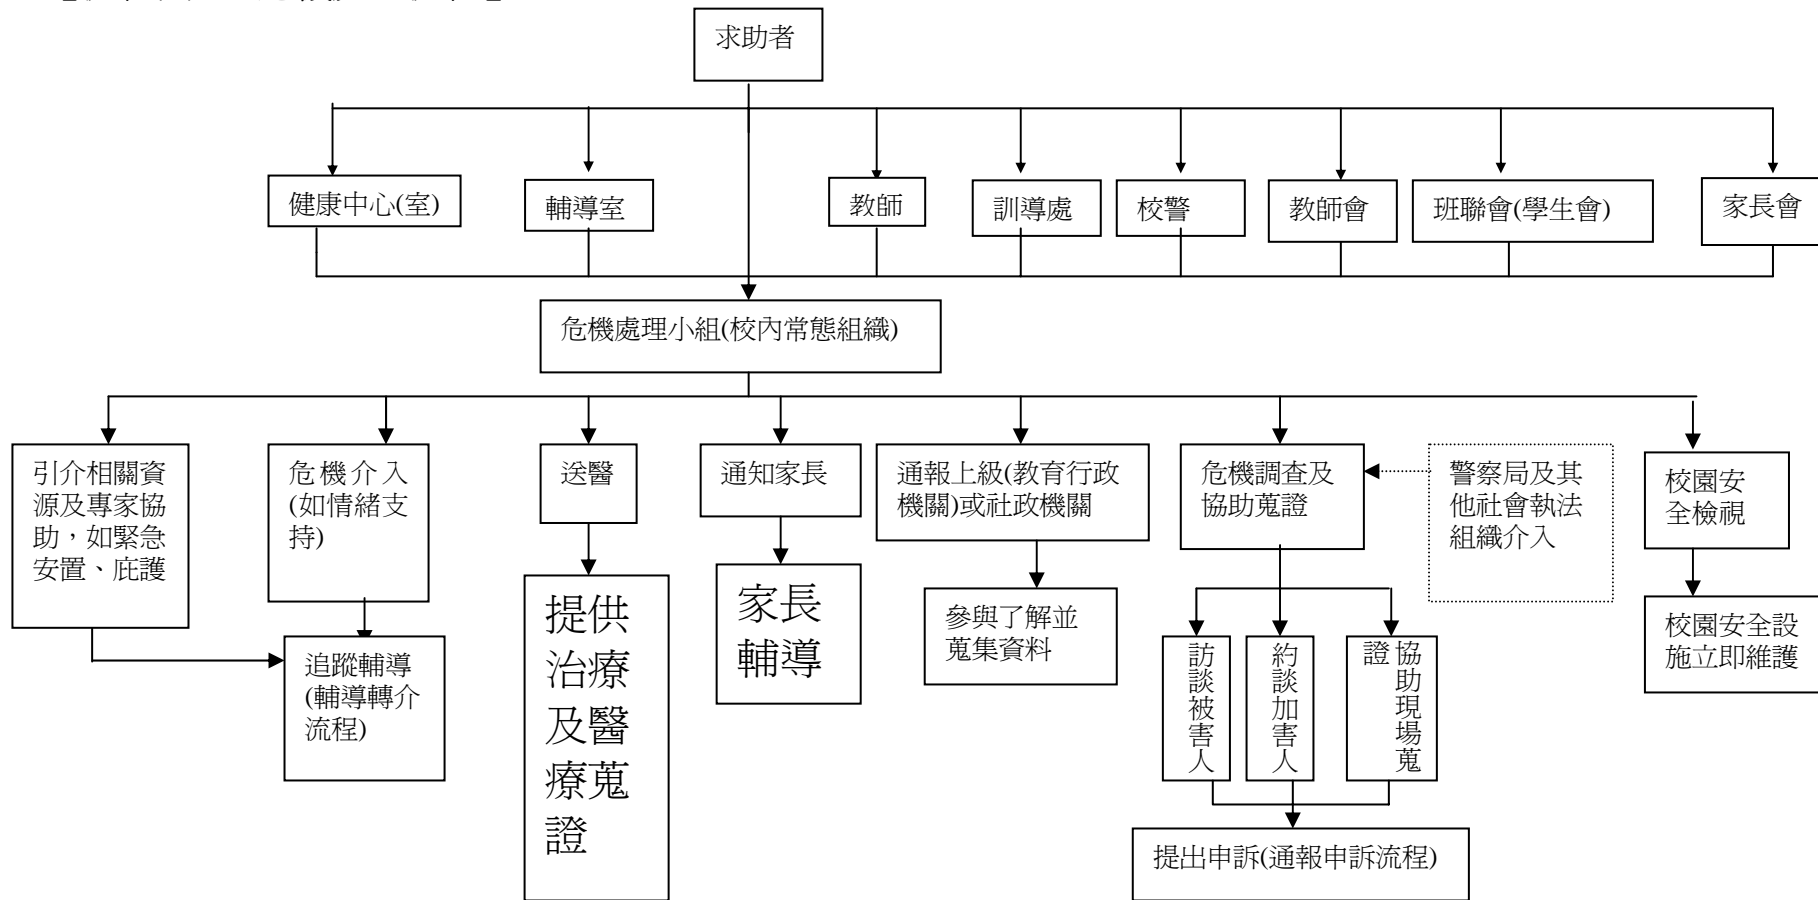 求助者
健康中心(室)
輔導室
教師
訓導處
校警
教師會
班聯會(學生會)
家長會
危機處理小組(校內常態組織)
引介相關資
源及專家協
助，如緊急
安置、庇護
危機介入
(如情緒支
持)
送醫
通知家長
通報上級(教育行政
機關)或社政機關
危機調查及
協助蒐證
警察局及其
他社會執法
組織介入
校園安
全檢視
追蹤輔導
(輔導轉介
流程)
提供
治療
及醫
療蒐
證
家長
輔導
參與了解並
蒐集資料
訪談被害人
約談加害人
協助現場蒐
證
校園安全設
施立即維護
提出申訴(通報申訴流程)